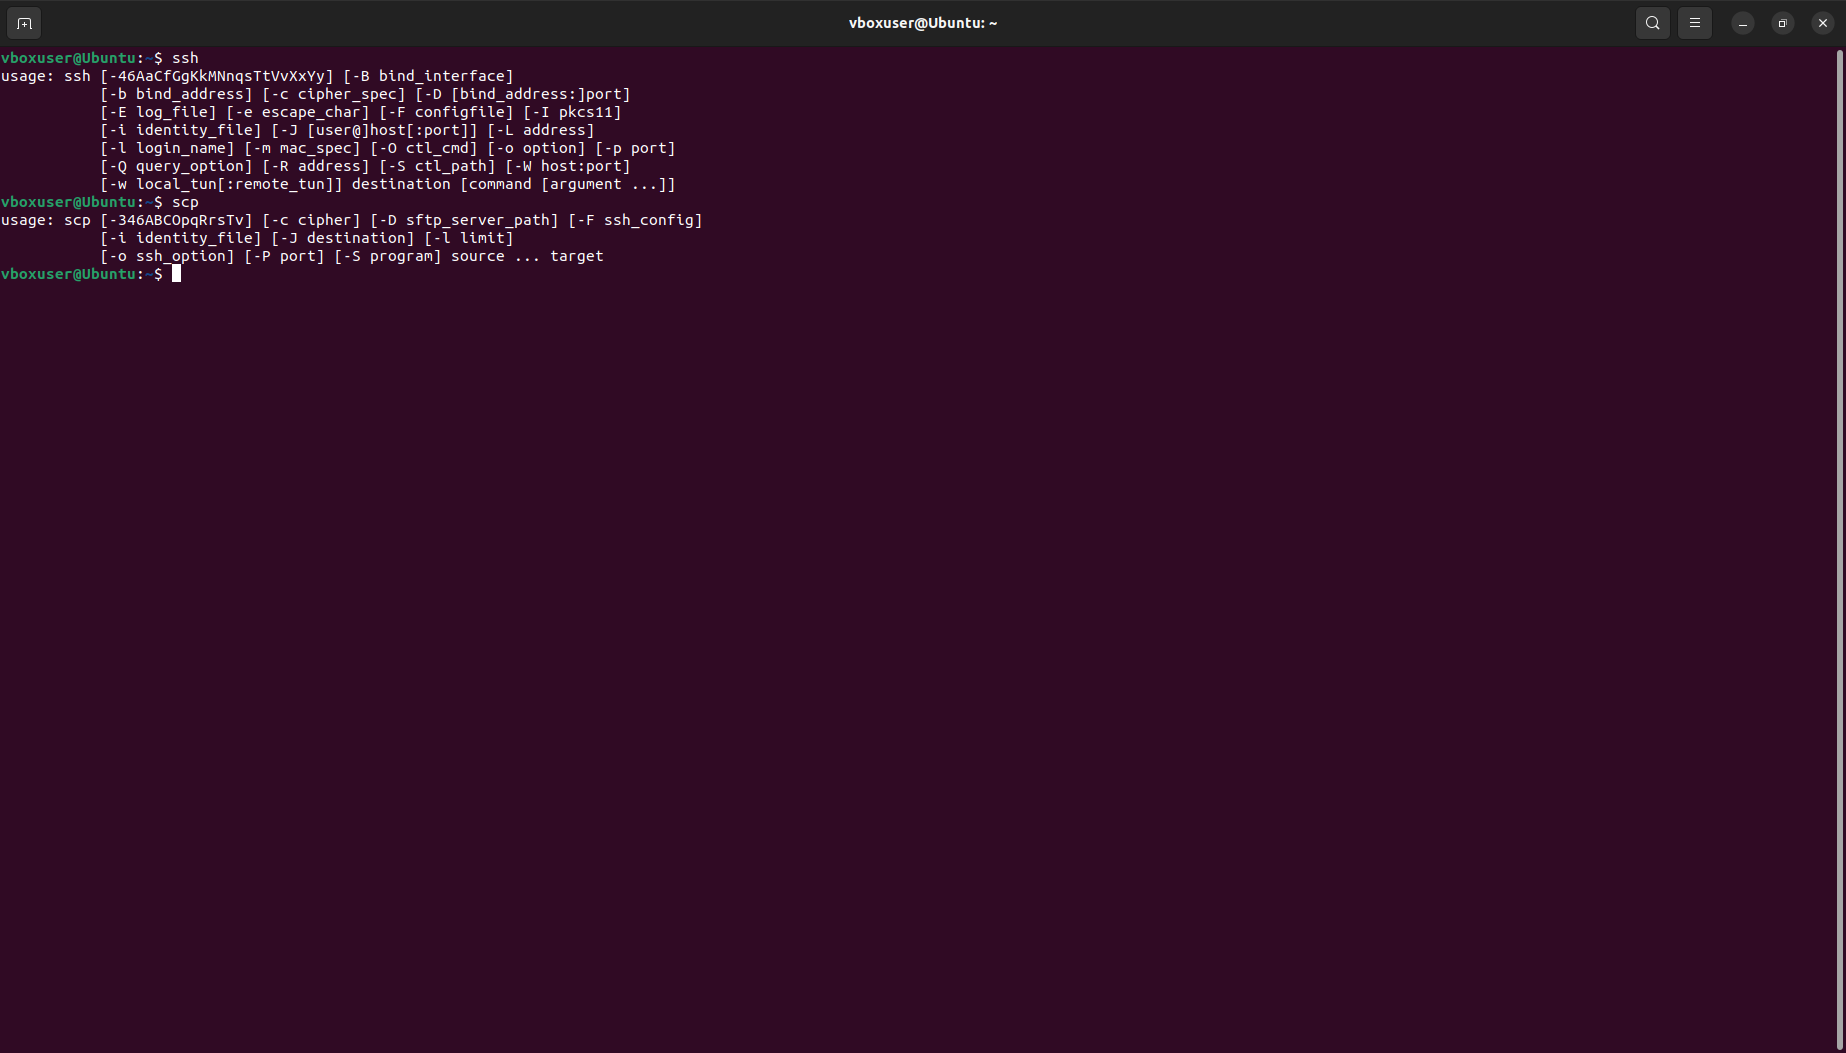 vboxuser@Ubuntu: ~
vboxuser@Ubuntu:~$ ssh
usage: ssh [-46AaCfGgKkMNnqsTtVvXxYy] [-B bind_interface]
           [-b bind_address] [-c cipher_spec] [-D [bind_address:]port]
           [-E log_file] [-e escape_char] [-F configfile] [-I pkcs11]
           [-i identity_file] [-J [user@]host[:port]] [-L address]
           [-l login_name] [-m mac_spec] [-O ctl_cmd] [-o option] [-p port]
           [-Q query_option] [-R address] [-S ctl_path] [-W host:port]
           [-w local_tun[:remote_tun]] destination [command [argument ...]]
vboxuser@Ubuntu:~$ scp
usage: scp [-346ABCOpqRrsTv] [-c cipher] [-D sftp_server_path] [-F ssh_config]
           [-i identity_file] [-J destination] [-l limit]
           [-o ssh_option] [-P port] [-S program] source ... target
vboxuser@Ubuntu:~$